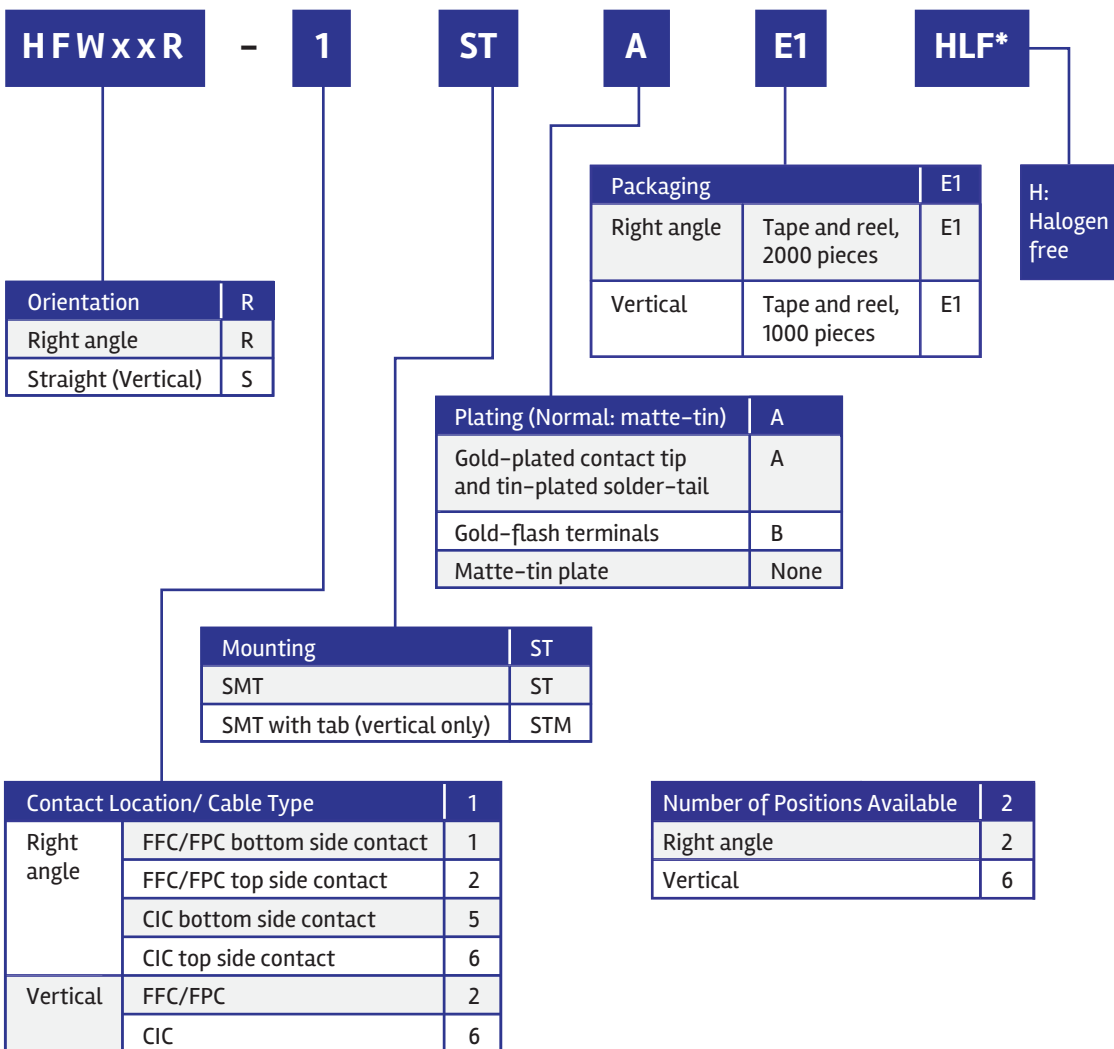 HFWxxR - 1 ST A E1 HLF*
Packaging E1
Right angle Tape and reel, E1
2000 pieces
Vertical Tape and reel, E1
1000 pieces
H:
Halogen
free
Orientation R
Right angle R
Straight (Vertical) S
Plating (Normal: matte-tin) A
Gold-plated contact tip A
and tin-plated solder-tail
Gold-flash terminals B
Matte-tin plate None
Mounting ST
SMT ST
SMT with tab (vertical only) STM
Contact Location/ Cable Type 1
Right FFC/FPC bottom side contact 1
angle
FFC/FPC top side contact 2
CIC bottom side contact 5
CIC top side contact 6
Vertical FFC/FPC 2
CIC 6
Number of Positions Available 2
Right angle 2
Vertical 6